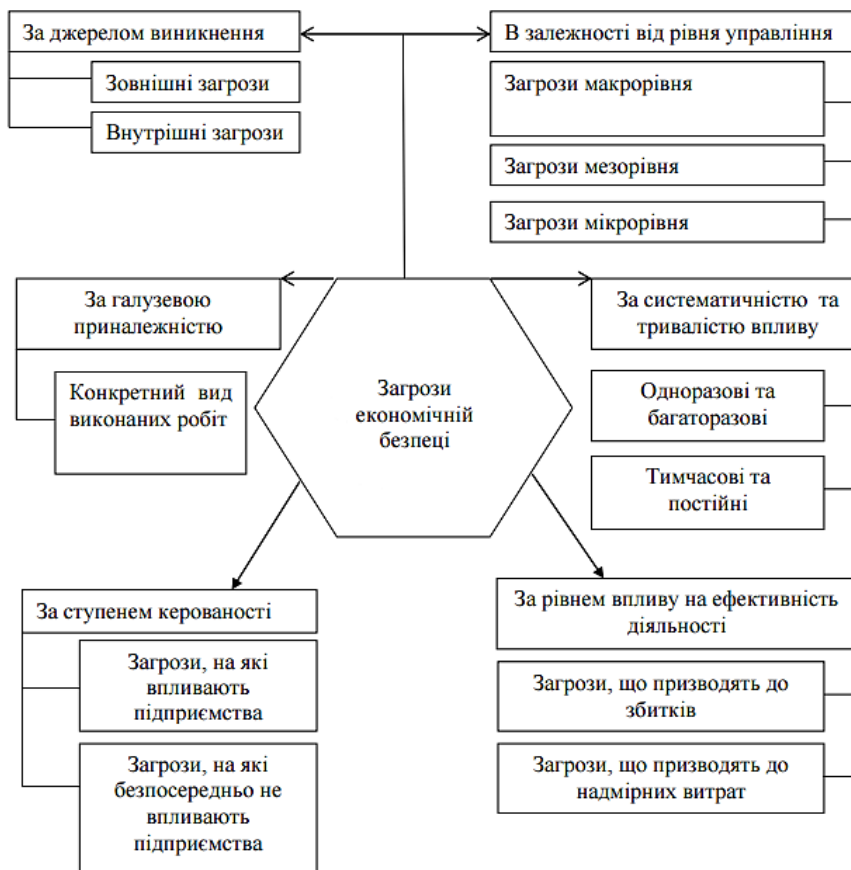 За джерелом виникнення
Зовнішні загрози
Внутрішні загрози
В залежності від рівня управління
Загрози макрорівня
Загрози мезорівня
Загрози мікрорівня
За галузевою
приналежністю
Конкретний вид
виконаних робіт
Загрози
економічній
безпеці
За систематичністю та
тривалістю впливу
Одноразові та
багаторазові
Тимчасові та
постійні
За ступенем керованості
Загрози, на які
впливають
підприємства
Загрози, на які
безпосередньо не
впливають
підприємства
За рівнем впливу на ефективність
діяльності
Загрози, що призводять до
збитків
Загрози, що призводять до
надмірних витрат